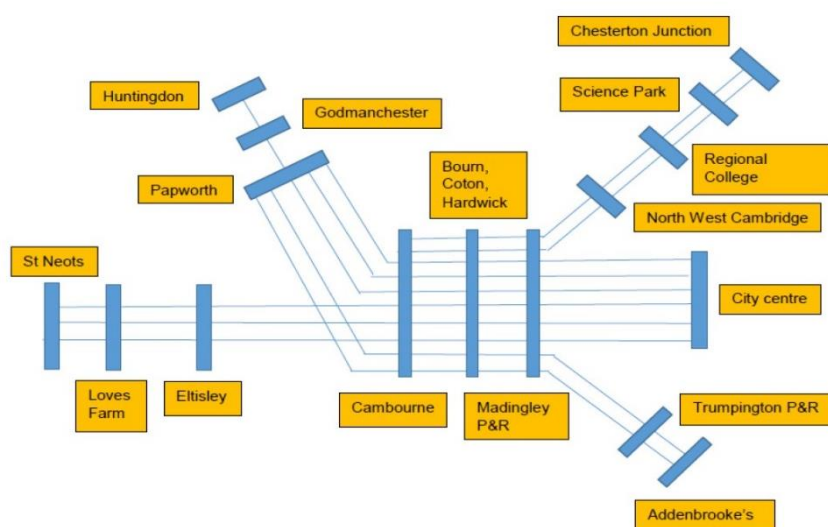 Chesterton Junction
Huntingdon
Science Park
Godmanchester
Papworth
Bourn,
Coton,
Hardwick
Regional
College
North West Cambridge
St Neots
City centre
Loves
Farm
Eltisley
Cambourne
Madingley
P&R
Trumpington P&R
Addenbrooke's